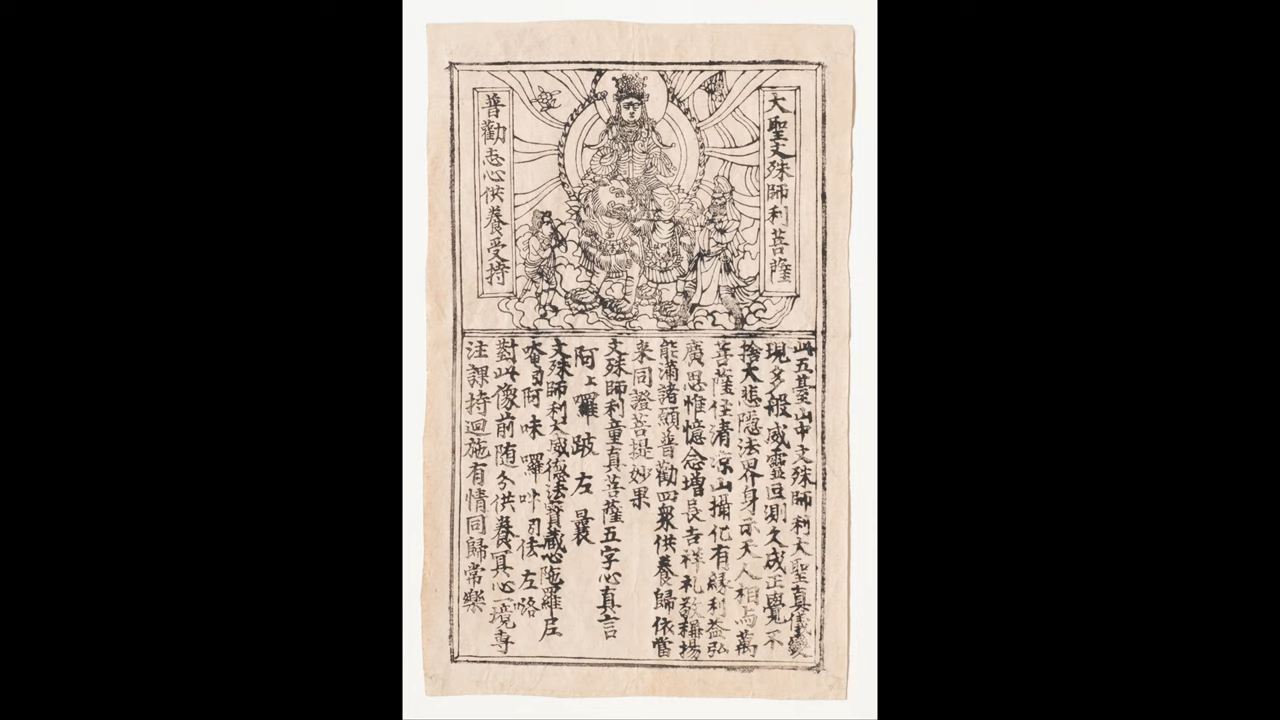 大聖文殊師利菩薩
普勸志心供養受持
此五臺山中文殊師利大聖真儀變
現多般威靈叵測久成正覺不
捨大悲隱法界身示天人相与萬
菩薩住清涼山攝化有緣利益弘
廣思惟憶念增長吉祥礼敬稱揚
能滿諸願普勸四衆供養歸依當
来同證菩提妙果
文殊師利童真菩薩五字心真言
阿上囉跛左曩
文殊師利大威德法寶藏心陁羅尼
唵引阿味囉吽引佉左咯
對此像前随分供養冥心一境專
注課持迴施有情同歸常樂